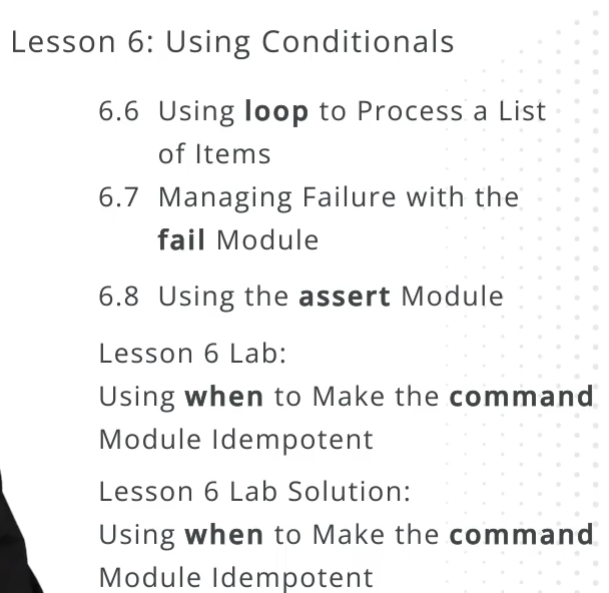 Lesson 6: Using Conditionals
6.6 Using loop to Process a List
of Items
6.7 Managing Failure with the
fail Module
6.8 Using the assert Module
Lesson 6 Lab:
Using when to Make the command
Module Idempotent
Lesson 6 Lab Solution:
Using when to Make the command
Module Idempotent